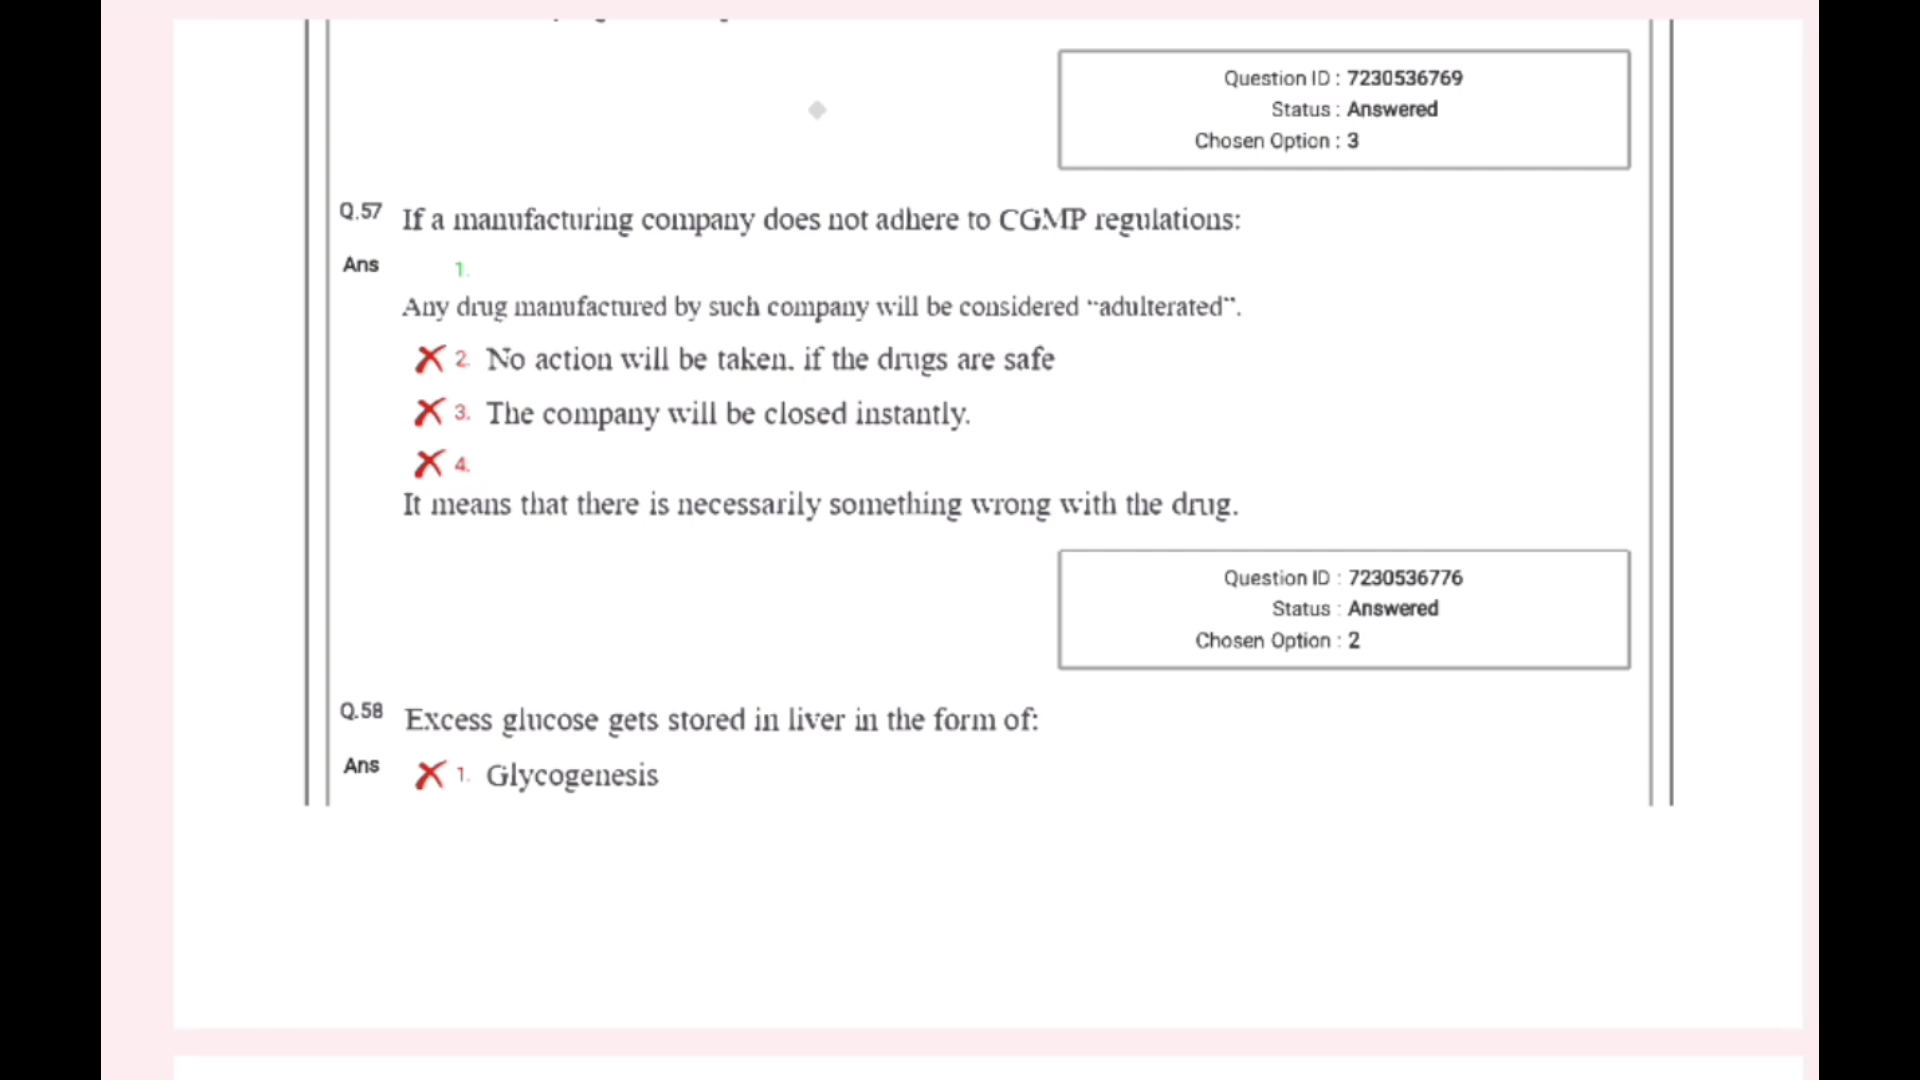 Question ID : 7230536769
Status : Answered
Chosen Option : 3
Q.57 If a manufacturing company does not adhere to CGMP regulations:
Ans 1.
Any drug manufactured by such company will be considered “adulterated”.
2. No action will be taken. if the drugs are safe
3. The company will be closed instantly.
4.
It means that there is necessarily something wrong with the drug.
Question ID : 7230536776
Status : Answered
Chosen Option : 2
Q.58 Excess glucose gets stored in liver in the form of:
Ans 1. Glycogenesis